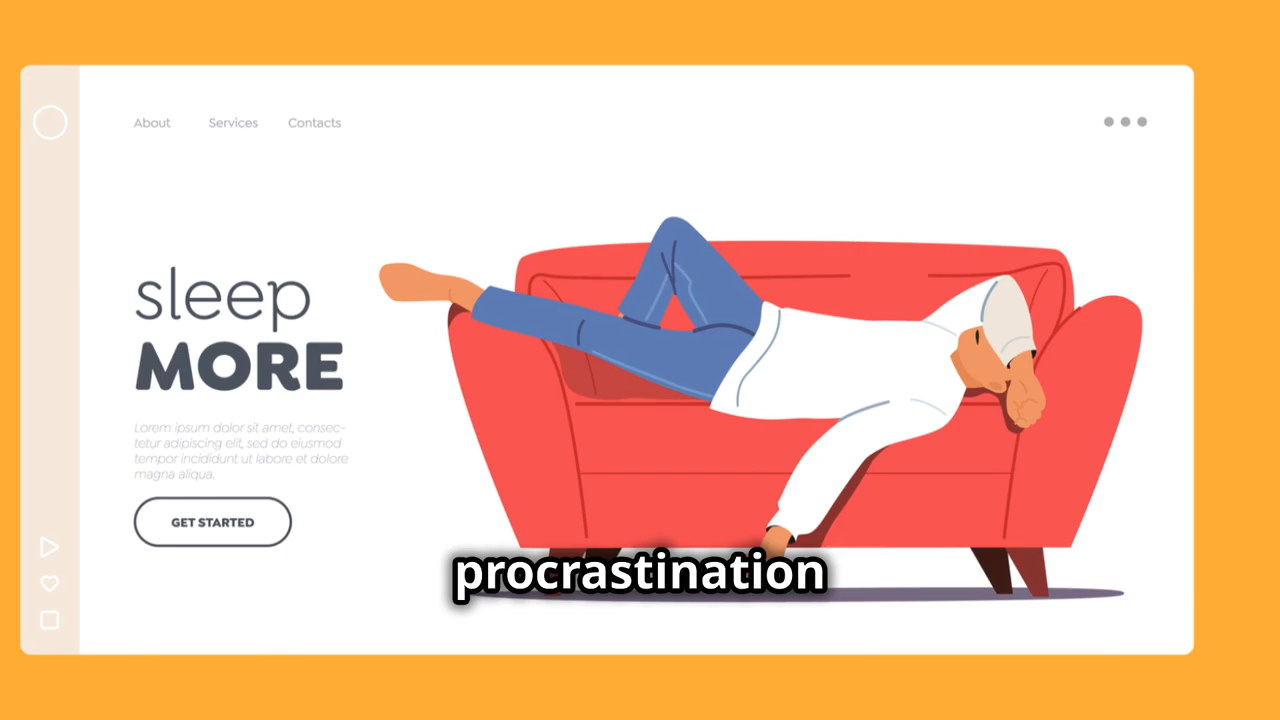 About Services Contacts
sleep
MORE
Lorem ipsum dolor sit amet, consec-
tetur adipiscing elit, sed do eiusmod
tempor incididunt ut labore et dolore
magna aliqua.
GET STARTED
procrastination